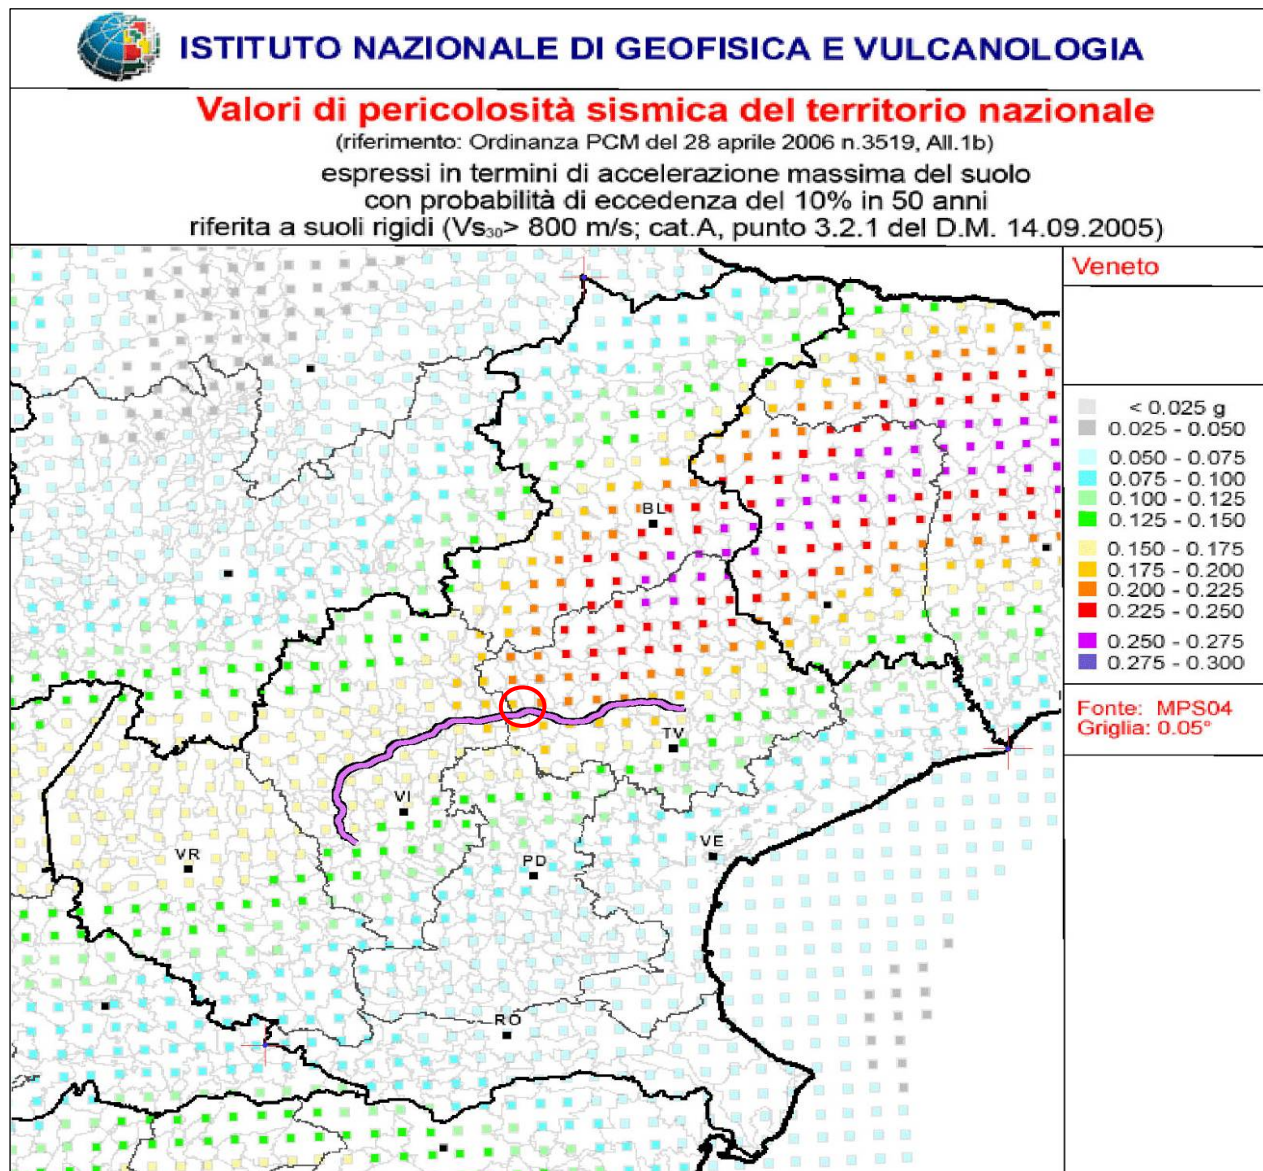 ISTITUTO NAZIONALE DI GEOFISICA E VULCANOLOGIA
Valori di pericolosità sismica del territorio nazionale
(riferimento: Ordinanza PCM del 28 aprile 2006 n.3519, All.1b)
espressi in termini di accelerazione massima del suolo
con probabilità di eccedenza del 10% in 50 anni
riferita a suoli rigidi (Vs₃₀> 800 m/s; cat.A, punto 3.2.1 del D.M. 14.09.2005)
Veneto
< 0.025 g
0.025 - 0.050
0.050 - 0.075
0.075 - 0.100
0.100 - 0.125
0.125 - 0.150
0.150 - 0.175
0.175 - 0.200
0.200 - 0.225
0.225 - 0.250
0.250 - 0.275
0.275 - 0.300
Fonte: MPS04
Griglia: 0.05°
BL
TV
VI
VR
PD
VE
RO